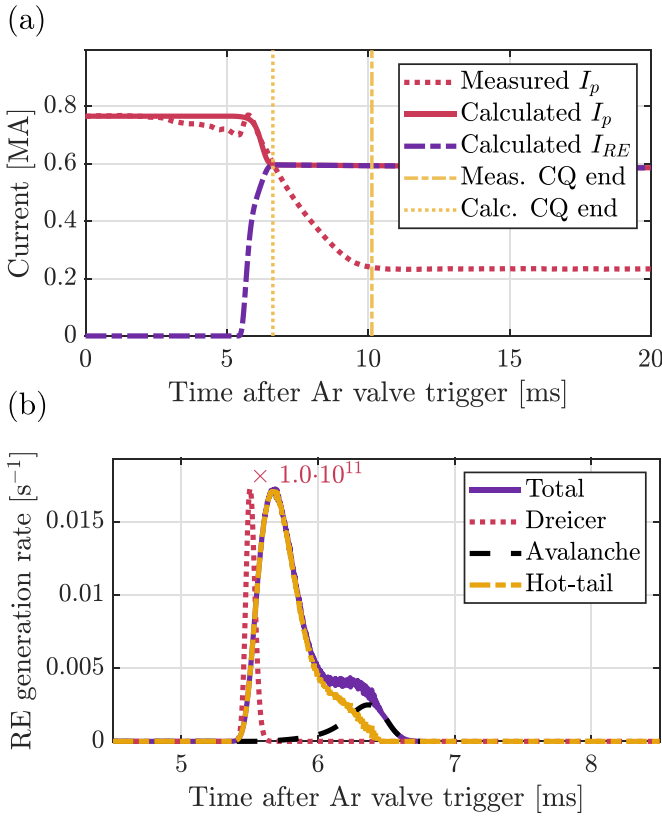 (a)
0.8
0.6
0.4
0.2
0
Current [MA]
Measured I_p
Calculated I_p
Calculated I_{RE}
Meas. CQ end
Calc. CQ end
0 5 10 15 20
Time after Ar valve trigger [ms]
(b)
× 1.0·10¹¹
0.015
0.01
0.005
0
RE generation rate [s⁻¹]
Total
Dreicer
Avalanche
Hot-tail
5 6 7 8
Time after Ar valve trigger [ms]